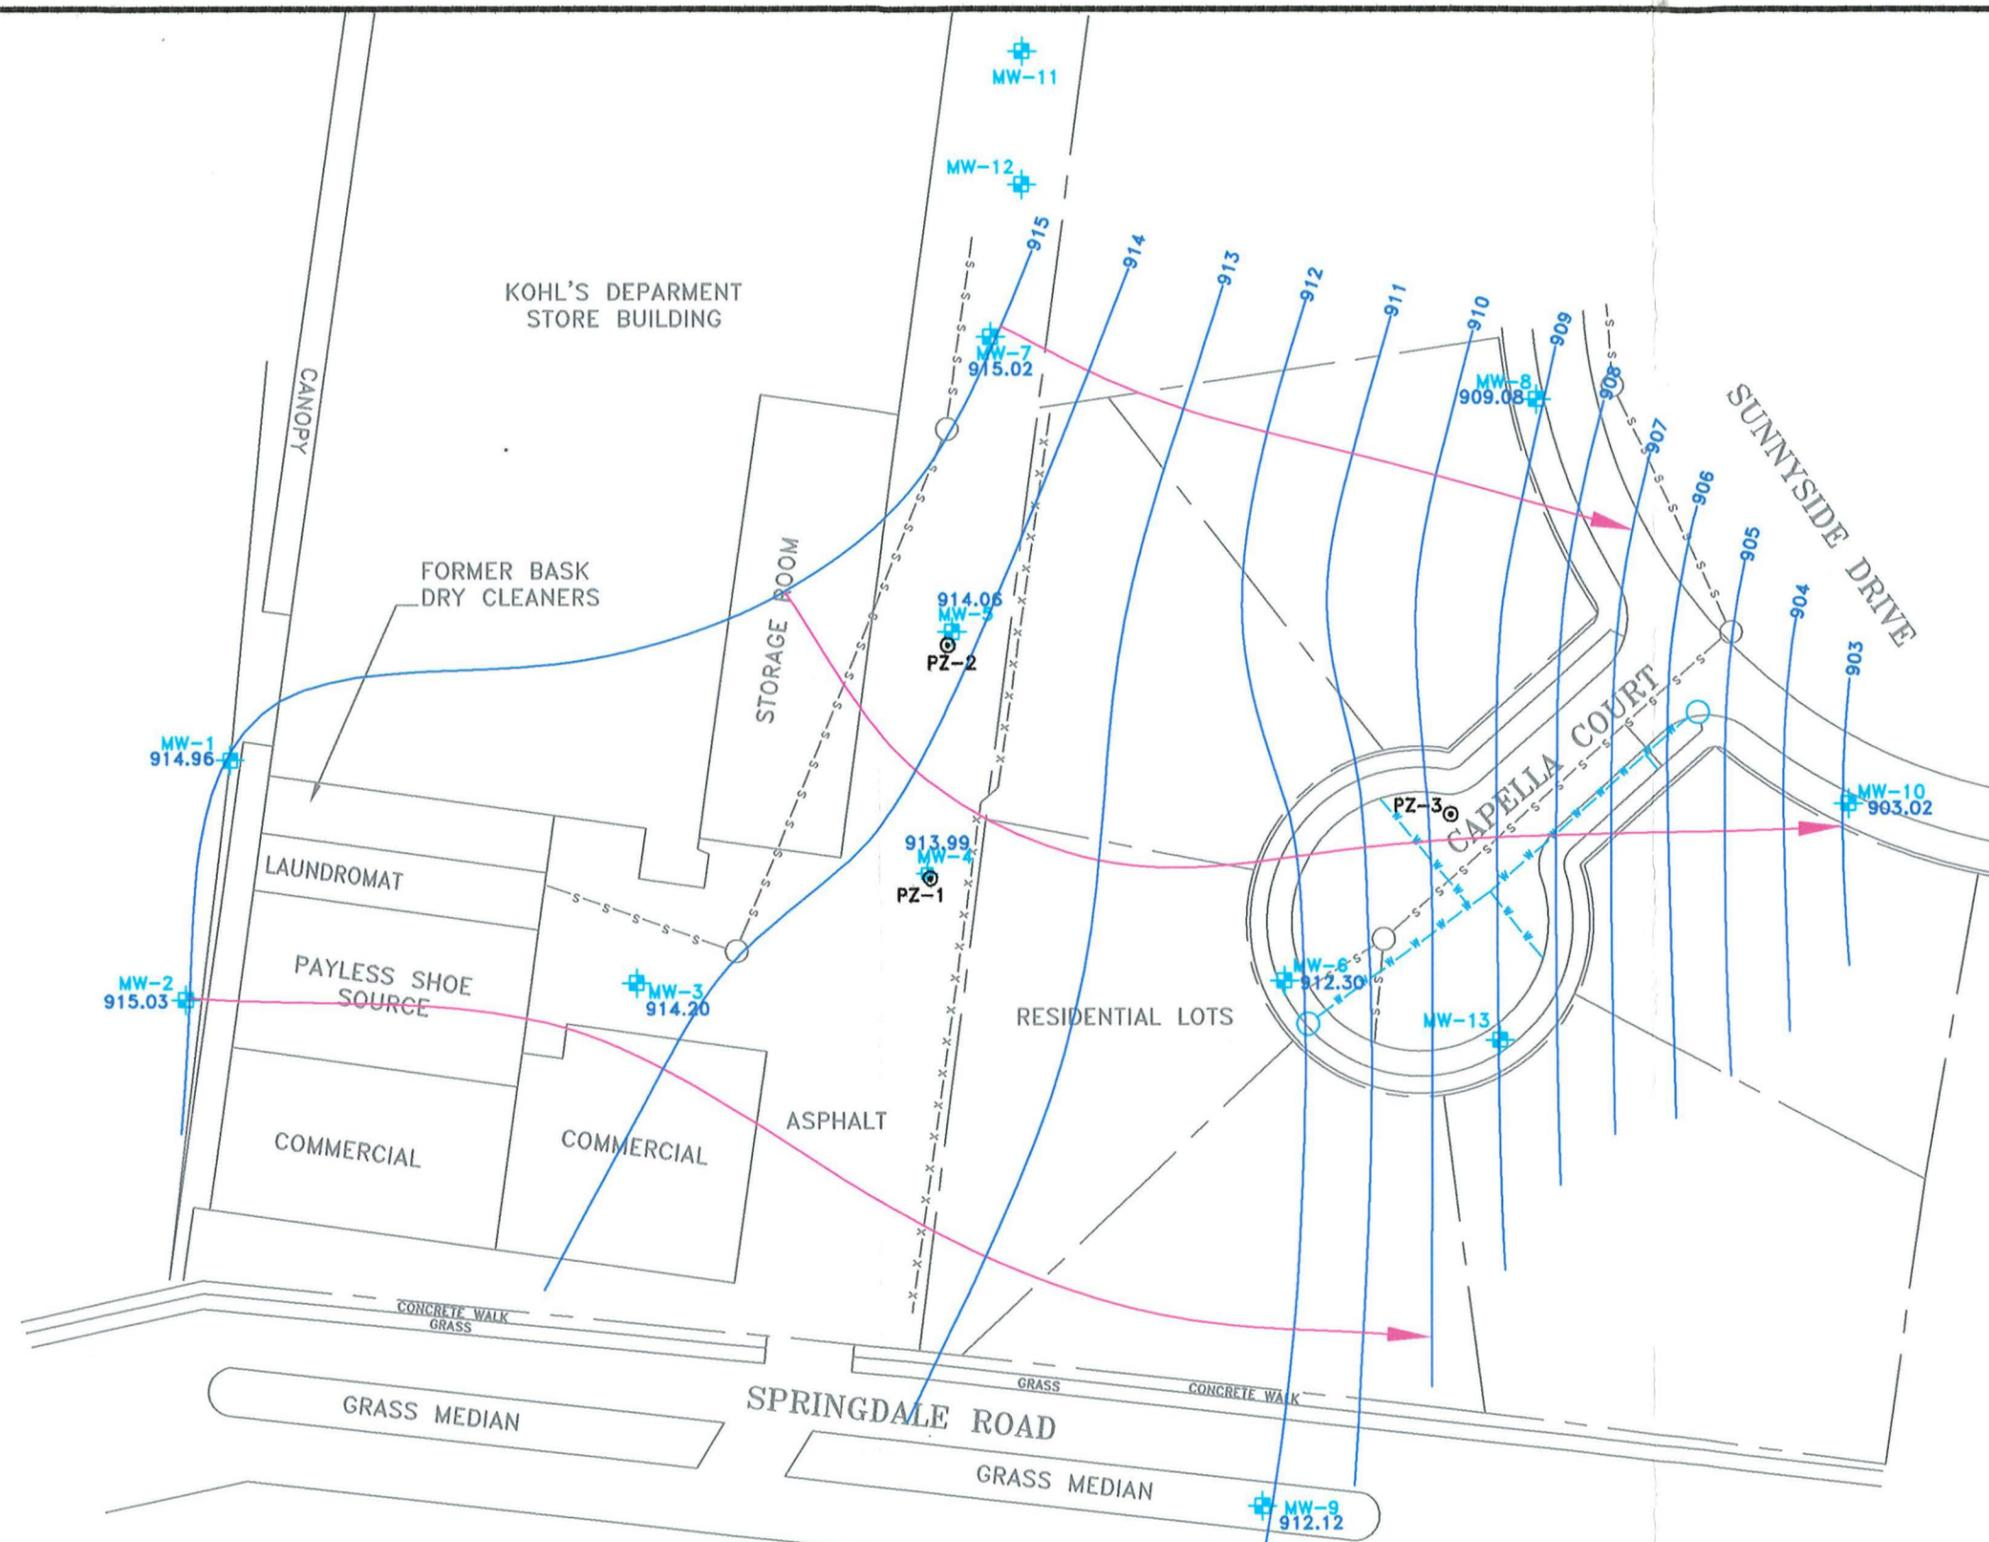 MW-11
MW-12
915
914
913
912
911
910
909
908
907
906
905
904
903
KOHL'S DEPARMENT
STORE BUILDING
MW-7
915.02
MW-8
909.08
SUNNYSIDE DRIVE
CANOPY
FORMER BASK
DRY CLEANERS
STORAGE ROOM
914.06
MW-5
PZ-2
MW-1
914.96
CAPELLA COURT
PZ-3
MW-10
903.02
913.99
MW-4
PZ-1
LAUNDROMAT
PAYLESS SHOE
SOURCE
MW-2
915.03
MW-3
914.20
MW-6
912.30
MW-13
RESIDENTIAL LOTS
ASPHALT
COMMERCIAL
COMMERCIAL
CONCRETE WALK
GRASS
GRASS
CONCRETE WALK
SPRINGDALE ROAD
GRASS MEDIAN
GRASS MEDIAN
MW-9
912.12